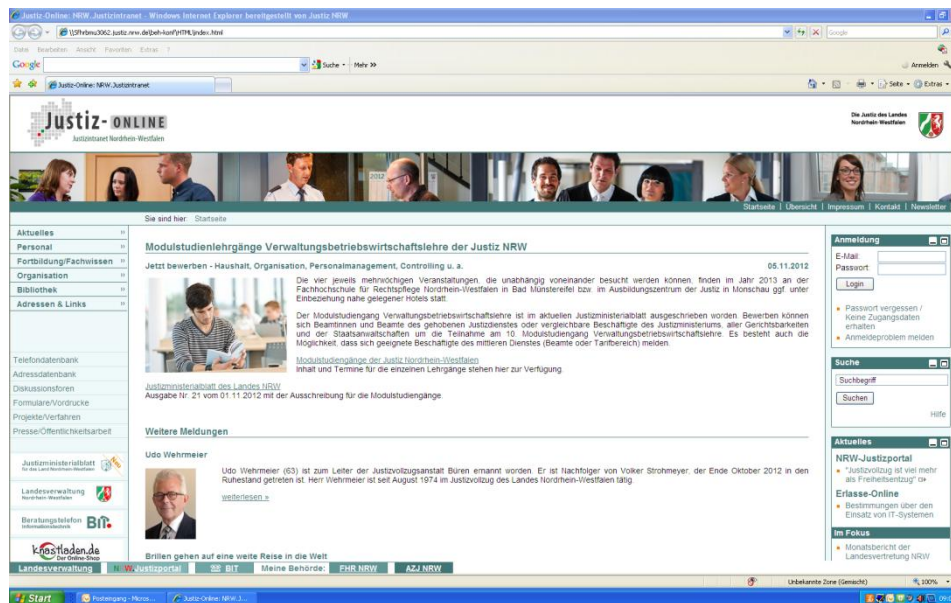 Justiz-Online: NRW.Justizintranet - Windows Internet Explorer bereitgestellt von Justiz NRW
Google
Datei Bearbeiten Ansicht Favoriten Extras ?
Google
Suche
Mehr >>
Anmelden
Justiz-Online: NRW.Justizintranet
Seite
Extras
Justiz-ONLINE
Justizintranet Nordrhein-Westfalen
Die Justiz des Landes
Nordrhein-Westfalen
Startseite | Übersicht | Impressum | Kontakt | Newsletter
Sie sind hier: Startseite
Aktuelles
Personal
Fortbildung/Fachwissen
Organisation
Bibliothek
Adressen & Links
Telefondatenbank
Adressdatenbank
Diskussionsforen
Formulare/Vordrucke
Projekte/Verfahren
Presse/Öffentlichkeitsarbeit
Justizministerialblatt
für das Land Nordrhein-Westfalen
Neu
Landesverwaltung
Nordrhein-Westfalen
Beratungstelefon
Informationstechnik
BIT.
knastladen.de
Der Online-Shop
Modulstudienlehrgänge Verwaltungsbetriebswirtschaftslehre der Justiz NRW
Jetzt bewerben - Haushalt, Organisation, Personalmanagement, Controlling u. a.
05.11.2012
Die vier jeweils mehrwöchigen Veranstaltungen, die unabhängig voneinander besucht werden können, finden im Jahr 2013 an der
Fachhochschule für Rechtspflege Nordrhein-Westfalen in Bad Münstereifel bzw. im Ausbildungszentrum der Justiz in Monschau ggf. unter
Einbeziehung nahe gelegener Hotels statt.
Der Modulstudiengang Verwaltungsbetriebswirtschaftslehre ist im aktuellen Justizministerialblatt ausgeschrieben worden. Bewerben können
sich Beamtinnen und Beamte des gehobenen Justizdienstes oder vergleichbare Beschäftigte des Justizministeriums, aller Gerichtsbarkeiten
und der Staatsanwaltschaften um die Teilnahme am 10. Modulstudiengang Verwaltungsbetriebswirtschaftslehre. Es besteht auch die
Möglichkeit, dass sich geeignete Beschäftigte des mittleren Dienstes (Beamte oder Tarifbereich) melden.
Modulstudiengänge der Justiz Nordrhein-Westfalen
Inhalt und Termine für die einzelnen Lehrgänge stehen hier zur Verfügung.
Justizministerialblatt des Landes NRW
Ausgabe Nr. 21 vom 01.11.2012 mit der Ausschreibung für die Modulstudiengänge.
Weitere Meldungen
Udo Wehrmeier
Udo Wehrmeier (63) ist zum Leiter der Justizvollzugsanstalt Büren ernannt worden. Er ist Nachfolger von Volker Strohmeyer, der Ende Oktober 2012 in den
Ruhestand getreten ist. Herr Wehrmeier ist seit August 1974 im Justizvollzug des Landes Nordrhein-Westfalen tätig.
weiterlesen »
Brillen gehen auf eine weite Reise in die Welt
Anmeldung
E-Mail:
Passwort:
Login
Passwort vergessen /
Keine Zugangsdaten
erhalten
Anmeldeproblem melden
Suche
Suchbegriff
Suchen
Hilfe
Aktuelles
NRW-Justizportal
"Justizvollzug ist viel mehr
als Freiheitsentzug"
Erlasse-Online
Bestimmungen über den
Einsatz von IT-Systemen
Im Fokus
Monatsbericht der
Landesvertretung NRW
Landesverwaltung
NRW.Justizportal
BIT
Meine Behörde:
FHR NRW
AZJ NRW
Unbekannte Zone (Gemischt)
100%
Start
Posteingang - Micros...
Justiz-Online: NRW.J...